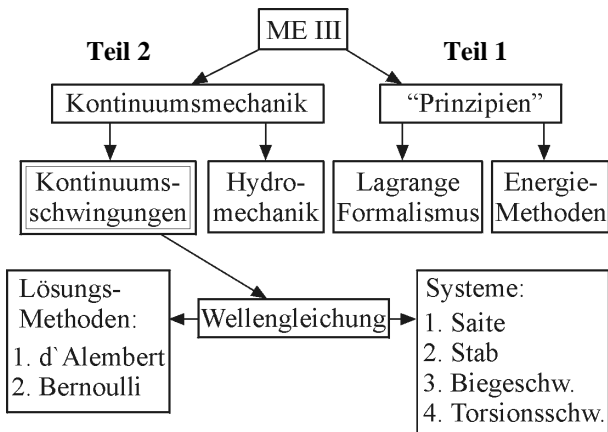 ME III
Teil 2
Teil 1
Kontinuumsmechanik
“Prinzipien”
Kontinuums-
schwingungen
Hydro-
mechanik
Lagrange
Formalismus
Energie-
Methoden
Lösungs-
Methoden:
1. d`Alembert
2. Bernoulli
Wellengleichung
Systeme:
1. Saite
2. Stab
3. Biegeschw.
4. Torsionsschw.